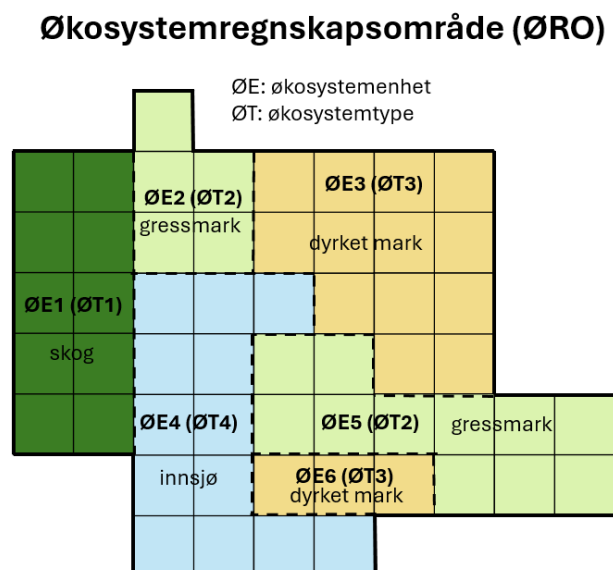 Økosystemregnskapsområde (ØRO)
ØE: økosystemenhet
ØT: økosystemtype
ØE2 (ØT2)
gressmark
ØE3 (ØT3)
dyrket mark
ØE1 (ØT1)
skog
ØE4 (ØT4)
innsjø
ØE5 (ØT2)
gressmark
ØE6 (ØT3)
dyrket mark